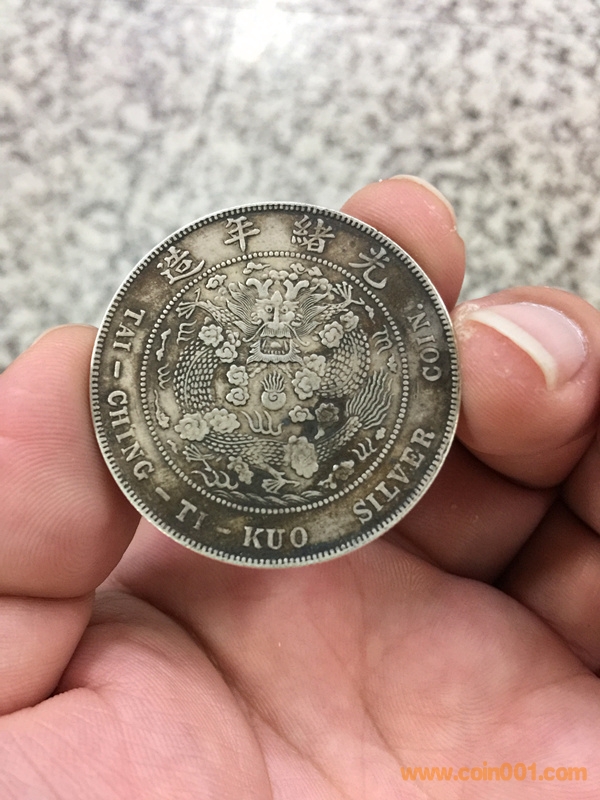 光緒年造
TAI-CHING-TI-KUO SILVER COIN.
www.coin001.com